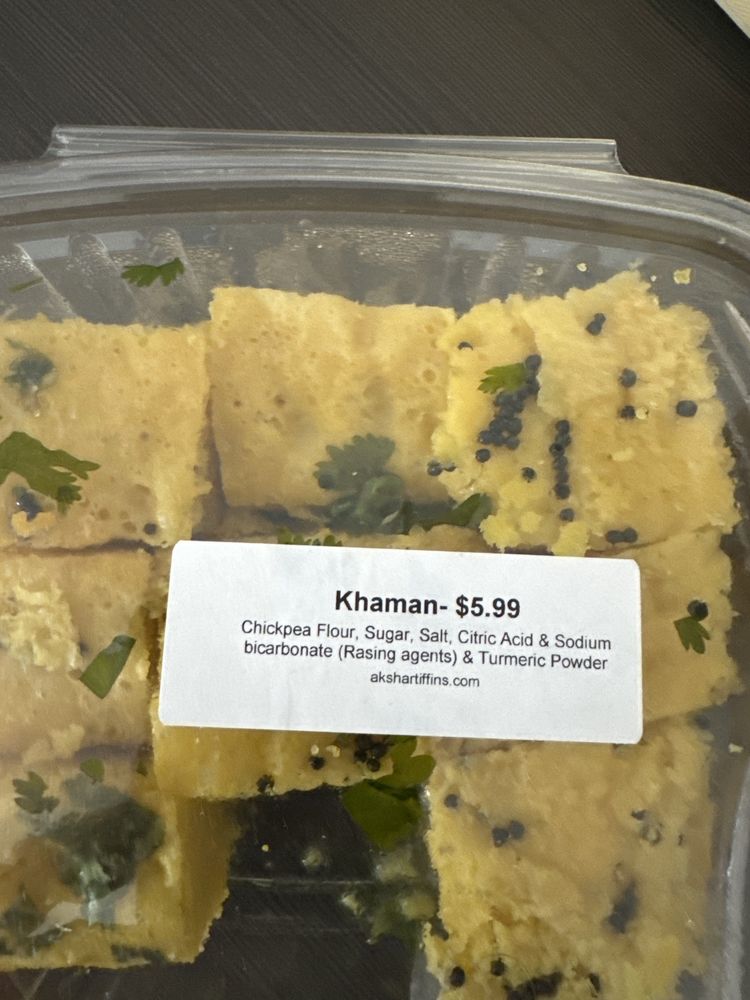 Khaman- $5.99
Chickpea Flour, Sugar, Salt, Citric Acid & Sodium
bicarbonate (Rasing agents) & Turmeric Powder
akshartiffins.com